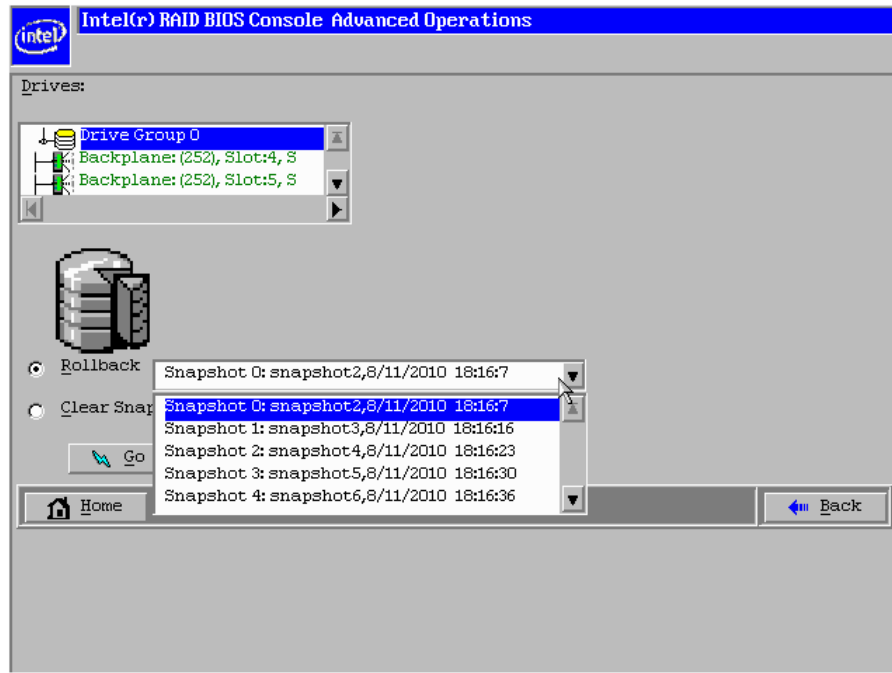 intel
Intel(r) RAID BIOS Console Advanced Operations
Drives:
Drive Group 0
Backplane: (252), Slot:4, S
Backplane: (252), Slot:5, S
Rollback
Snapshot 0: snapshot2,8/11/2010 18:16:7
Clear Snap
Snapshot 0: snapshot2,8/11/2010 18:16:7
Snapshot 1: snapshot3,8/11/2010 18:16:16
Snapshot 2: snapshot4,8/11/2010 18:16:23
Go
Snapshot 3: snapshot5,8/11/2010 18:16:30
Snapshot 4: snapshot6,8/11/2010 18:16:36
Home
Back